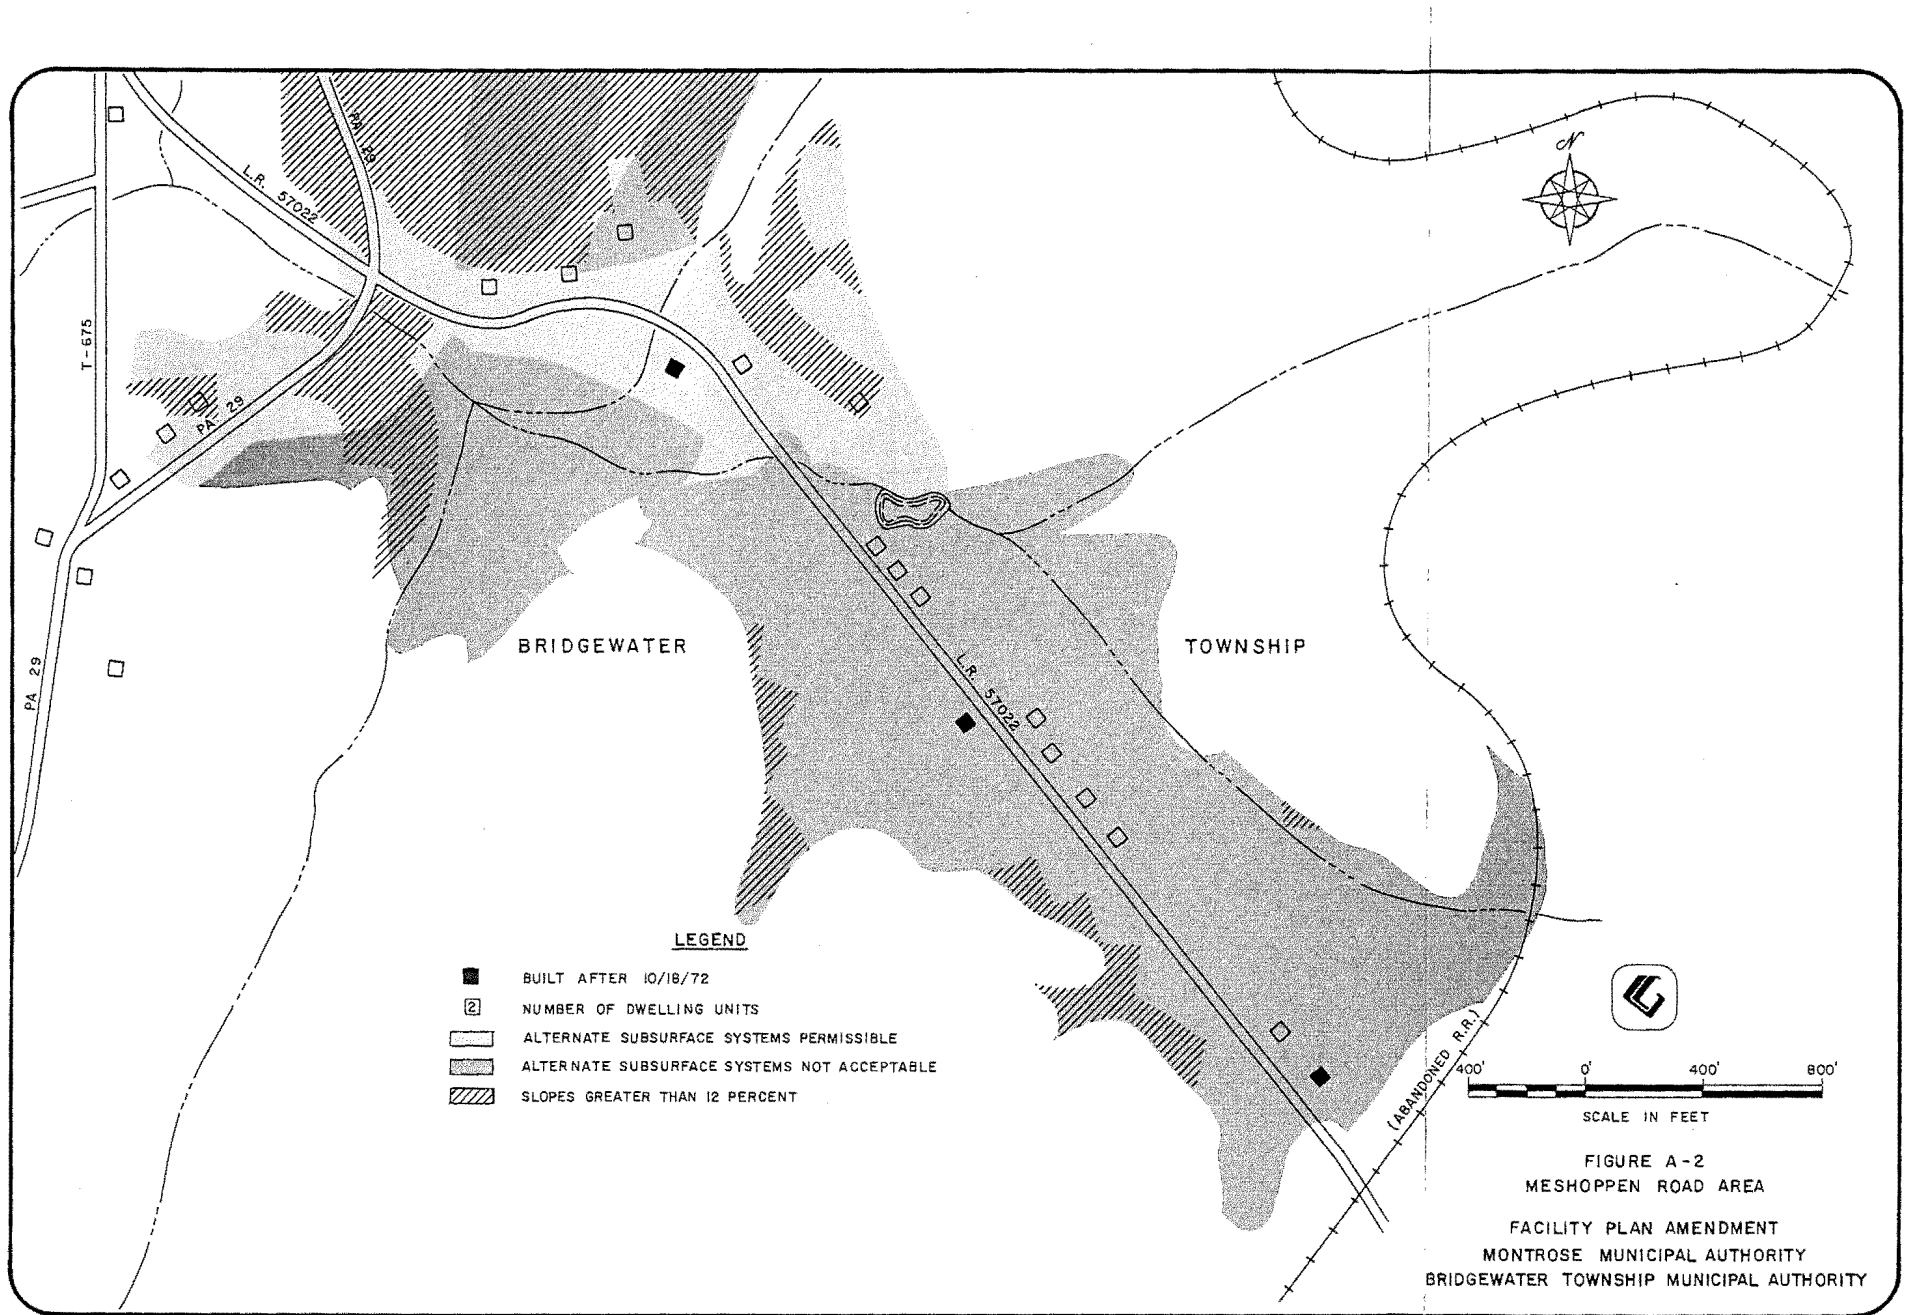 N
PA 29
L.R. 57022
T-675
PA 29
PA 29
BRIDGEWATER
TOWNSHIP
L.R. 57022
LEGEND
BUILT AFTER 10/18/72
2 NUMBER OF DWELLING UNITS
ALTERNATE SUBSURFACE SYSTEMS PERMISSIBLE
ALTERNATE SUBSURFACE SYSTEMS NOT ACCEPTABLE
SLOPES GREATER THAN 12 PERCENT
(ABANDONED R.R.)
400' 0' 400' 800'
SCALE IN FEET
FIGURE A-2
MESHOPPEN ROAD AREA
FACILITY PLAN AMENDMENT
MONTROSE MUNICIPAL AUTHORITY
BRIDGEWATER TOWNSHIP MUNICIPAL AUTHORITY